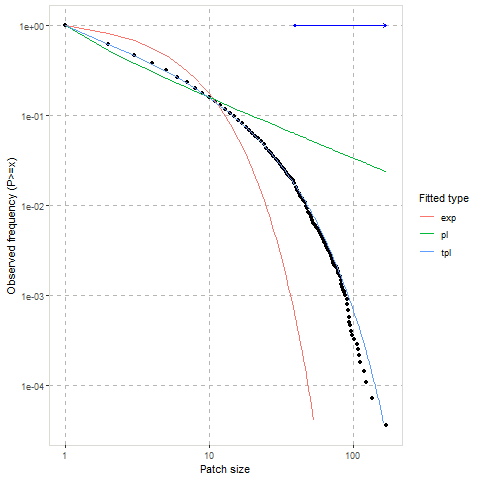 1e+00
1e-01
1e-02
1e-03
1e-04
Observed frequency (P>=x)
1
10
100
Patch size
Fitted type
exp
pl
tpl